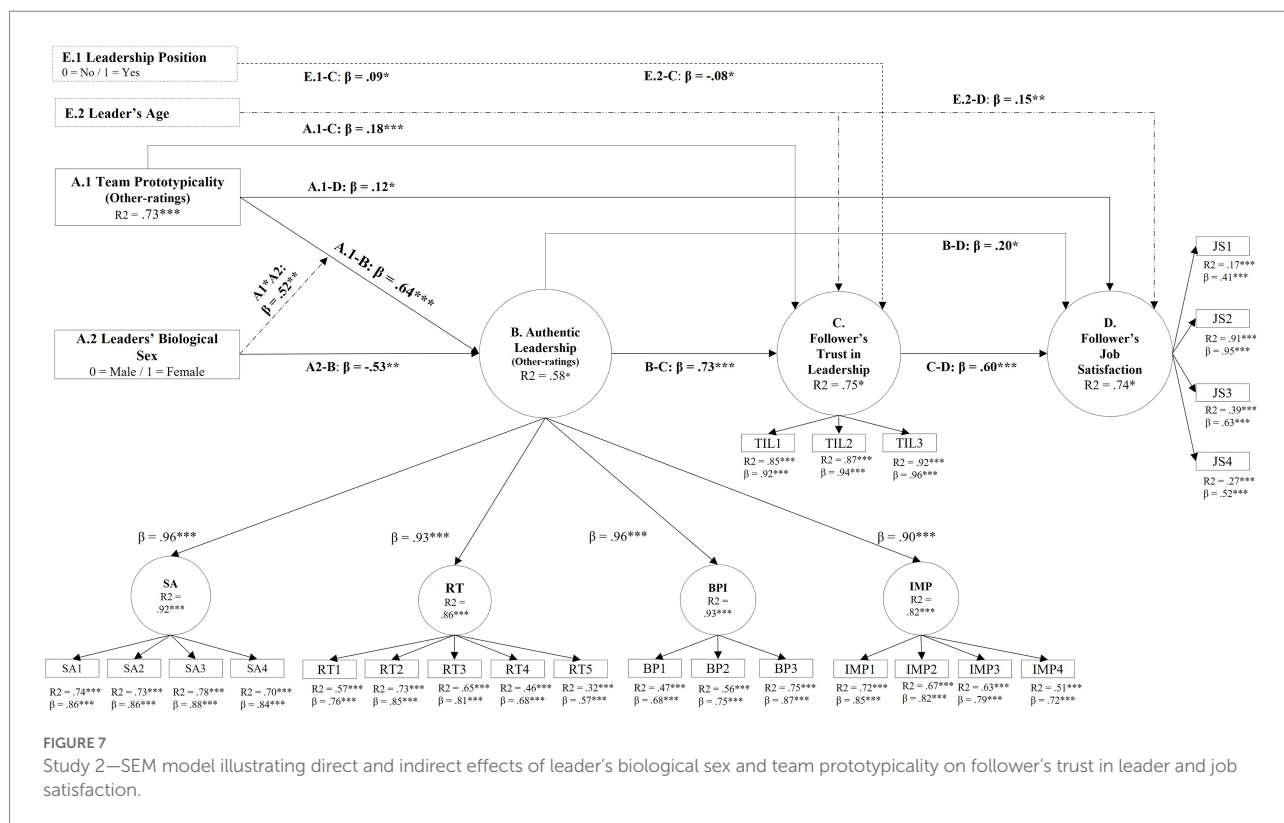 E.1 Leadership Position
0 = No / 1 = Yes
E.1-C: β = .09*
E.2-C: β = -.08*
E.2 Leader's Age
E.2-D: β = .15**
A.1-C: β = .18***
A.1 Team Prototypicality
(Other-ratings)
R2 = .73***
A.1-D: β = .12*
A.1-B: β = .64***
A1*A2:
β = .52**
B-D: β = .20*
A.2 Leaders' Biological
Sex
0 = Male / 1 = Female
A2-B: β = -.53**
B. Authentic
Leadership
(Other-ratings)
R2 = .58*
B-C: β = .73***
C.
Follower's
Trust in
Leadership
R2 = .75*
C-D: β = .60***
D.
Follower's
Job
Satisfaction
R2 = .74*
JS1
R2 = .17***
β = .41***
JS2
R2 = .91***
β = .95***
JS3
R2 = .39***
β = .63***
JS4
R2 = .27***
β = .52***
TIL1 TIL2 TIL3
R2 = .85*** R2 = .87*** R2 = .92***
β = .92*** β = .94*** β = .96***
β = .96*** β = .93*** β = .96*** β = .90***
SA
R2 =
.92***
RT
R2 =
.86***
BPI
R2 =
.93***
IMP
R2 =
.82***
SA1 SA2 SA3 SA4
R2 = .74*** R2 = .73*** R2 = .78*** R2 = .70***
β = .86*** β = .86*** β = .88*** β = .84***
RT1 RT2 RT3 RT4 RT5
R2 = .57*** R2 = .73*** R2 = .65*** R2 = .46*** R2 = .32***
β = .76*** β = .85*** β = .81*** β = .68*** β = .57***
BP1 BP2 BP3
R2 = .47*** R2 = .56*** R2 = .75***
β = .68*** β = .75*** β = .87***
IMP1 IMP2 IMP3 IMP4
R2 = .72*** R2 = .67*** R2 = .63*** R2 = .51***
β = .85*** β = .82*** β = .79*** β = .72***
FIGURE 7
Study 2—SEM model illustrating direct and indirect effects of leader's biological sex and team prototypicality on follower's trust in leader and job
satisfaction.